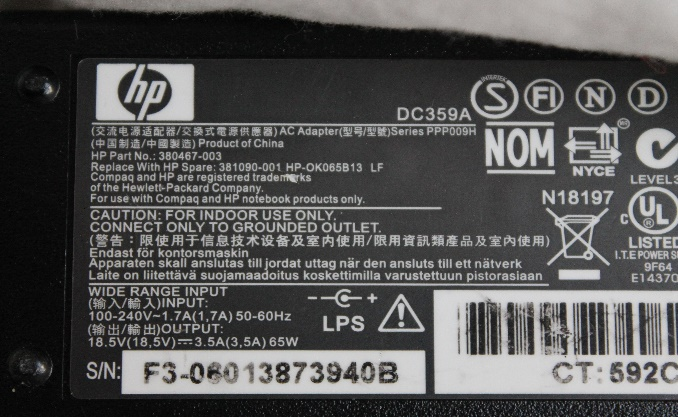 hp
DC359A
INTERTEK
S FI N D
(交流电源适配器/交換式電源供應器) AC Adapter(型号/型號)Series PPP009H
(中国制造/中國製造) Product of China
HP Part No.: 380467-003
Replace With HP Spare: 381090-001 HP-OK065B13 LF
Compaq and HP are registered trademarks
of the Hewlett-Packard Company.
For use with Compaq and HP notebook products only.
NOM
NYCE
LEVEL3
N18197
CAUTION: FOR INDOOR USE ONLY.
CONNECT ONLY TO GROUNDED OUTLET.
(警告：限使用于信息技术设备及室内使用/限用資訊類產品及室內使用)
Endast för kontorsmaskin
Apparaten skall anslutas till jordat uttag när den ansluts till ett nätverk
Laite on liitettävä suojamaadoitus koskettimilla varustettuun pistorasiaan
C UL
LISTED
I.T.E POWER S
9F64
E14370
WIDE RANGE INPUT
(输入/輸入)INPUT:
100-240V~1.7A(1,7A) 50-60Hz
(输出/輸出)OUTPUT:
18.5V(18,5V)⎓3.5A(3,5A) 65W
LPS
S/N: F3-06013873940B
CT: 592C